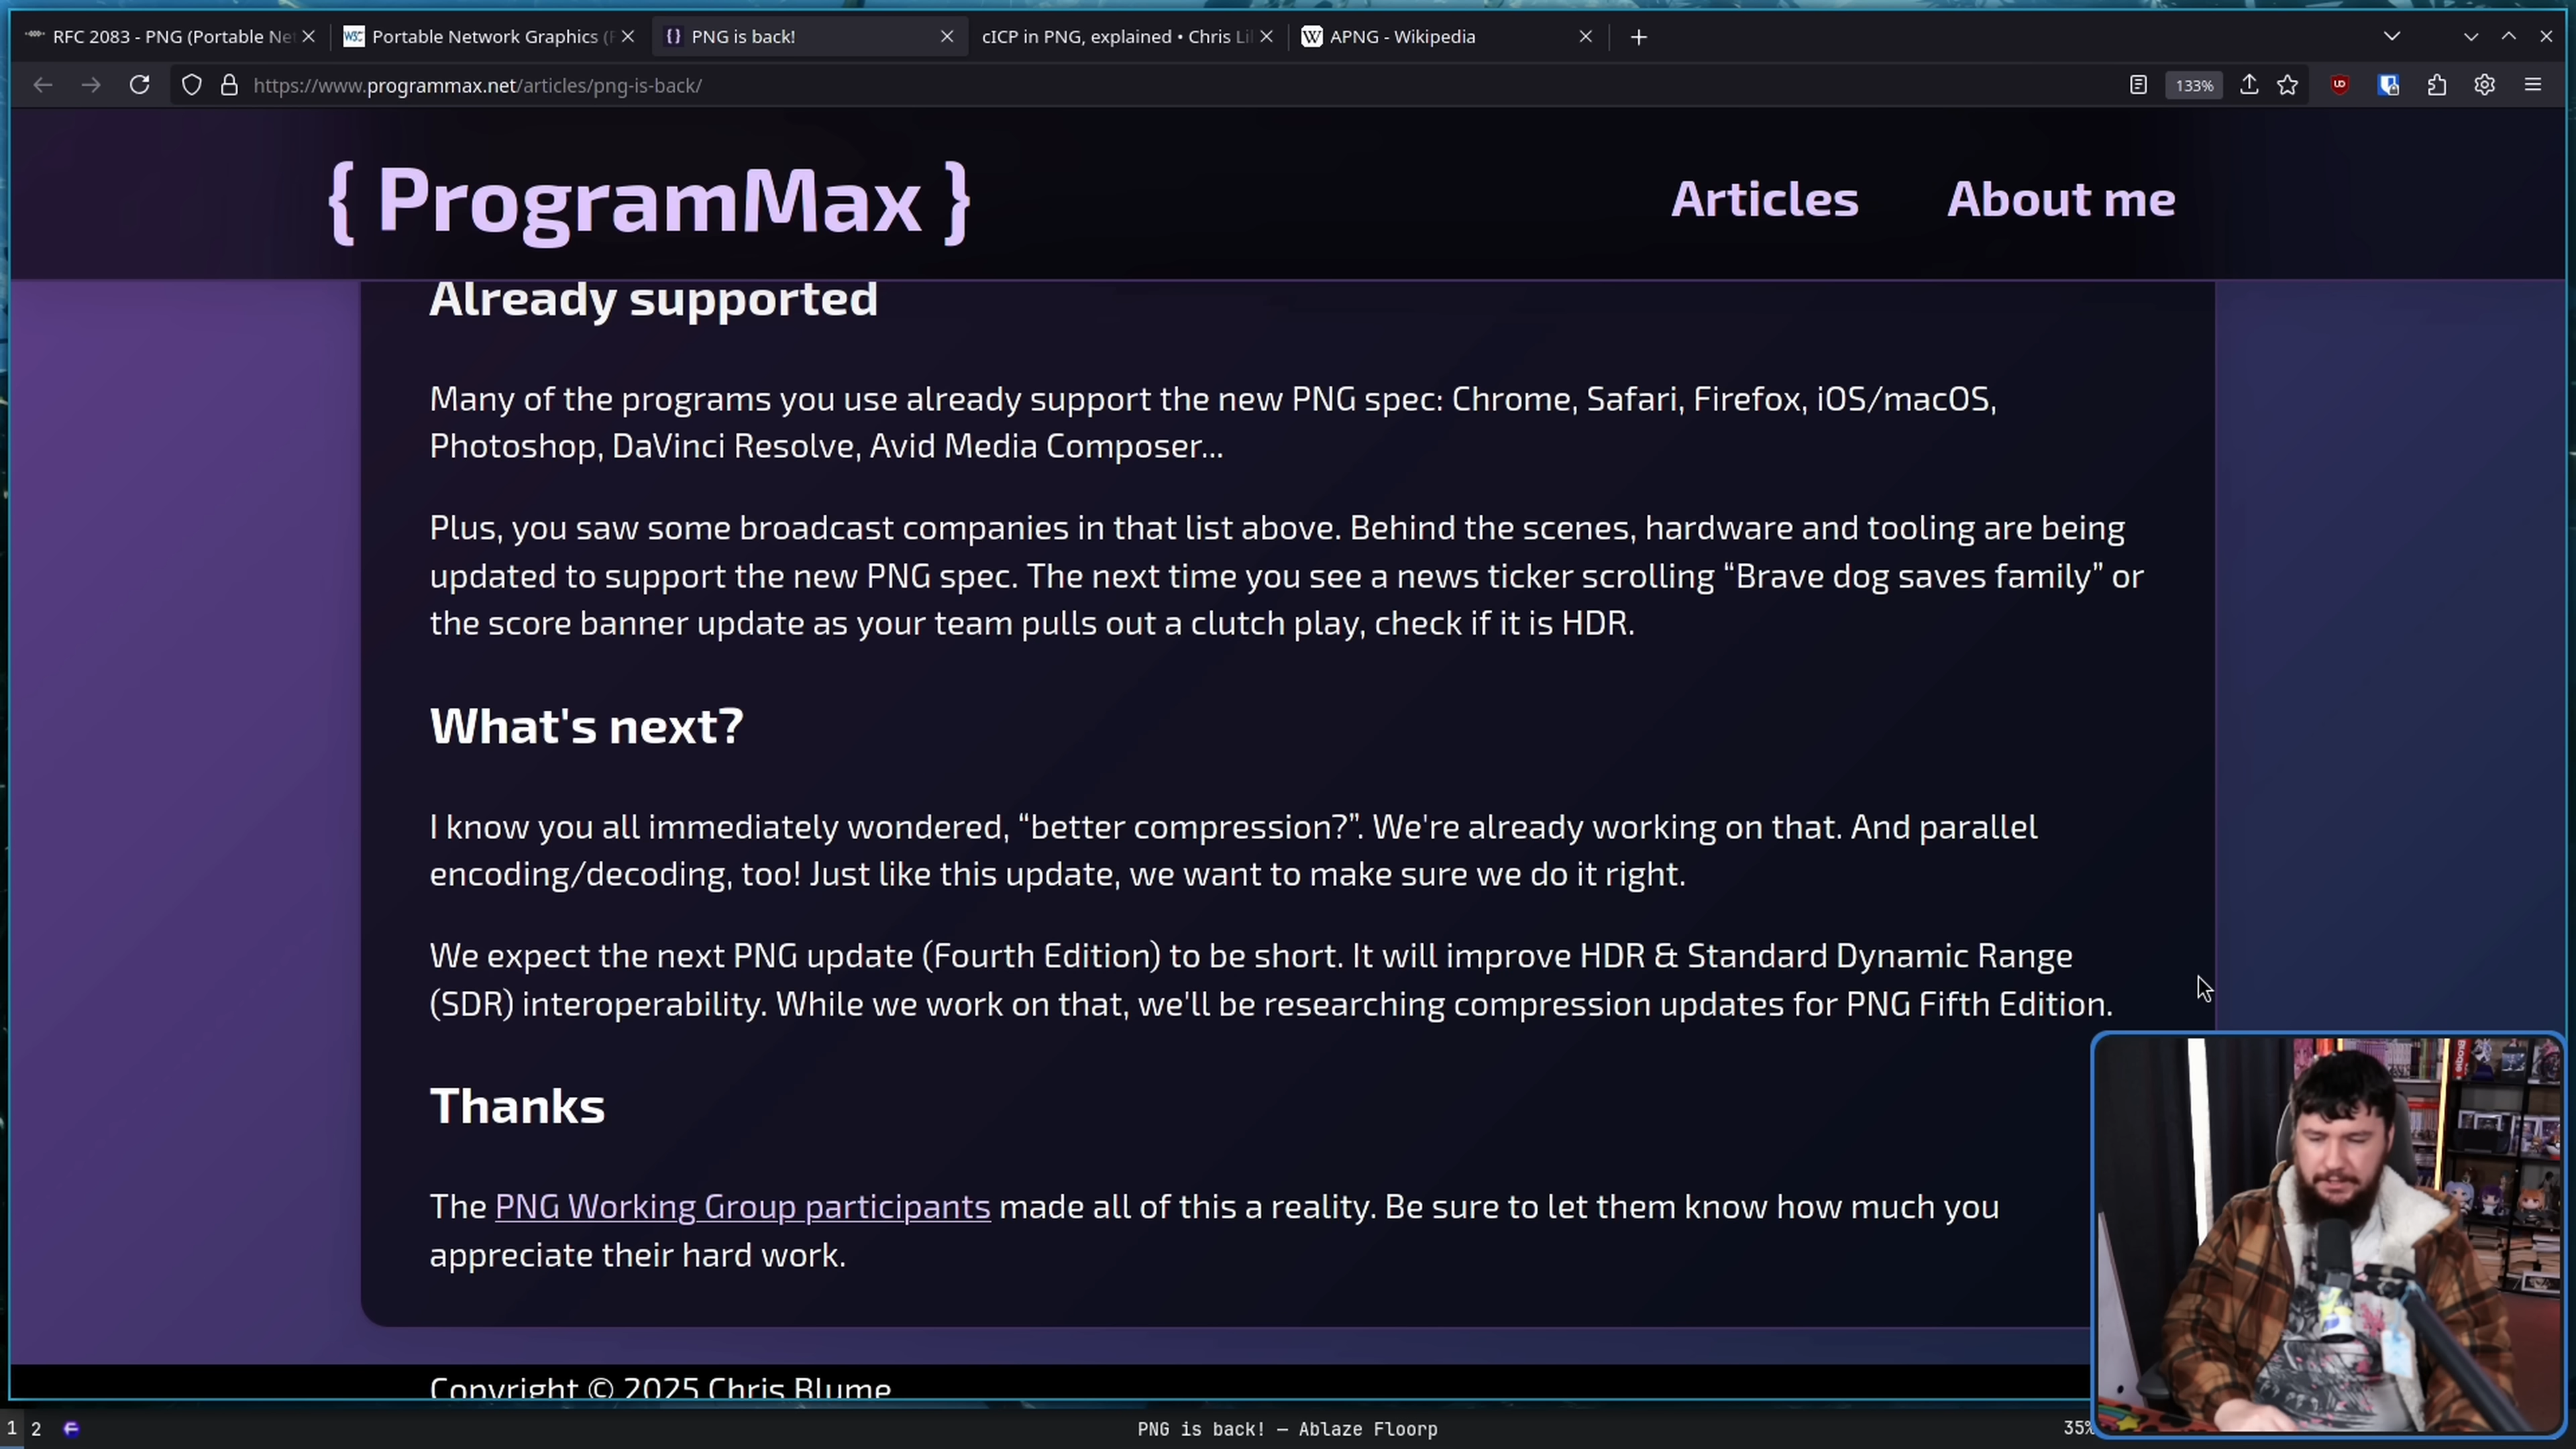 RFC 2083 - PNG (Portable Ne
Portable Network Graphics (
PNG is back!
cICP in PNG, explained • Chris Li
APNG - Wikipedia
https://www.programmax.net/articles/png-is-back/
133%
{ ProgramMax }
Articles
About me
Already supported
Many of the programs you use already support the new PNG spec: Chrome, Safari, Firefox, iOS/macOS,
Photoshop, DaVinci Resolve, Avid Media Composer...
Plus, you saw some broadcast companies in that list above. Behind the scenes, hardware and tooling are being
updated to support the new PNG spec. The next time you see a news ticker scrolling “Brave dog saves family” or
the score banner update as your team pulls out a clutch play, check if it is HDR.
What's next?
I know you all immediately wondered, “better compression?”. We're already working on that. And parallel
encoding/decoding, too! Just like this update, we want to make sure we do it right.
We expect the next PNG update (Fourth Edition) to be short. It will improve HDR & Standard Dynamic Range
(SDR) interoperability. While we work on that, we'll be researching compression updates for PNG Fifth Edition.
Thanks
The PNG Working Group participants made all of this a reality. Be sure to let them know how much you
appreciate their hard work.
Copyright © 2025 Chris Blume
1 2
PNG is back! — Ablaze Floorp
35%